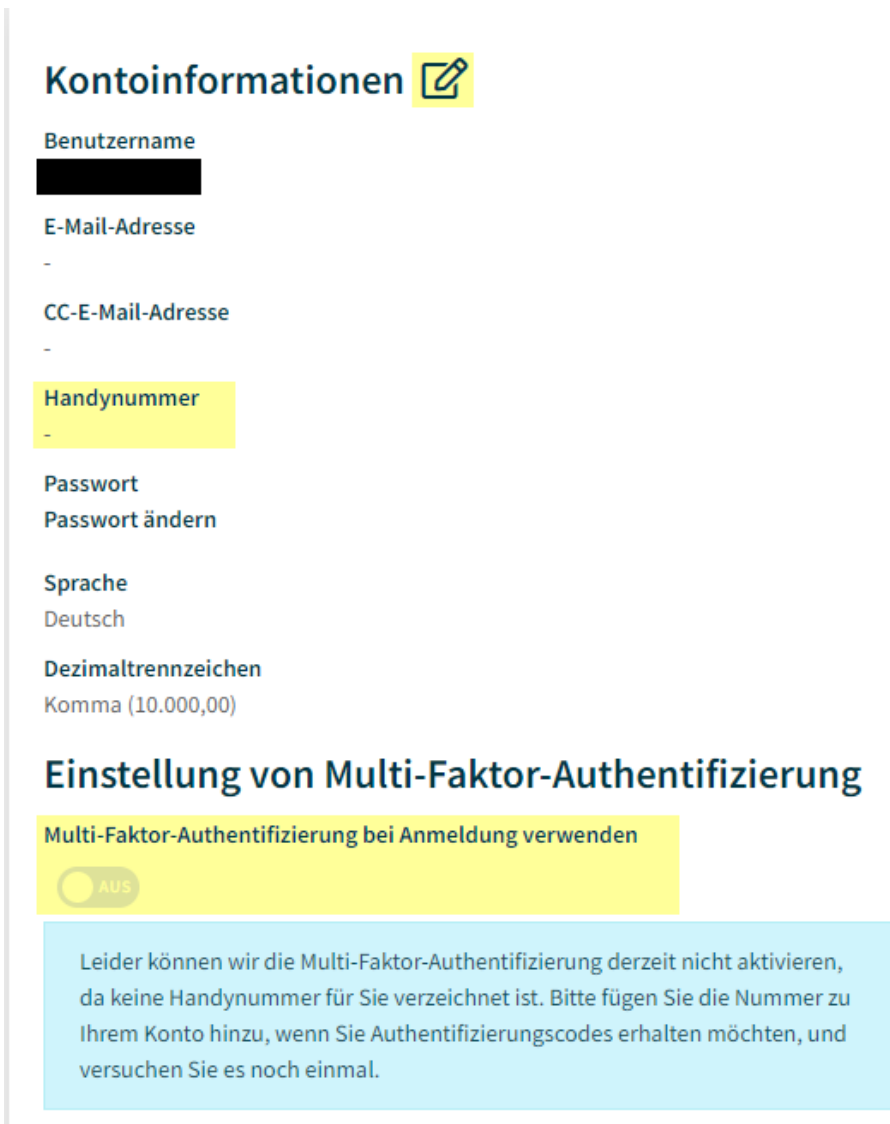 Kontoinformationen
Benutzername
E-Mail-Adresse
-
CC-E-Mail-Adresse
-
Handynummer
-
Passwort
Passwort ändern
Sprache
Deutsch
Dezimaltrennzeichen
Komma (10.000,00)
Einstellung von Multi-Faktor-Authentifizierung
Multi-Faktor-Authentifizierung bei Anmeldung verwenden
AUS
Leider können wir die Multi-Faktor-Authentifizierung derzeit nicht aktivieren,
da keine Handynummer für Sie verzeichnet ist. Bitte fügen Sie die Nummer zu
Ihrem Konto hinzu, wenn Sie Authentifizierungscodes erhalten möchten, und
versuchen Sie es noch einmal.